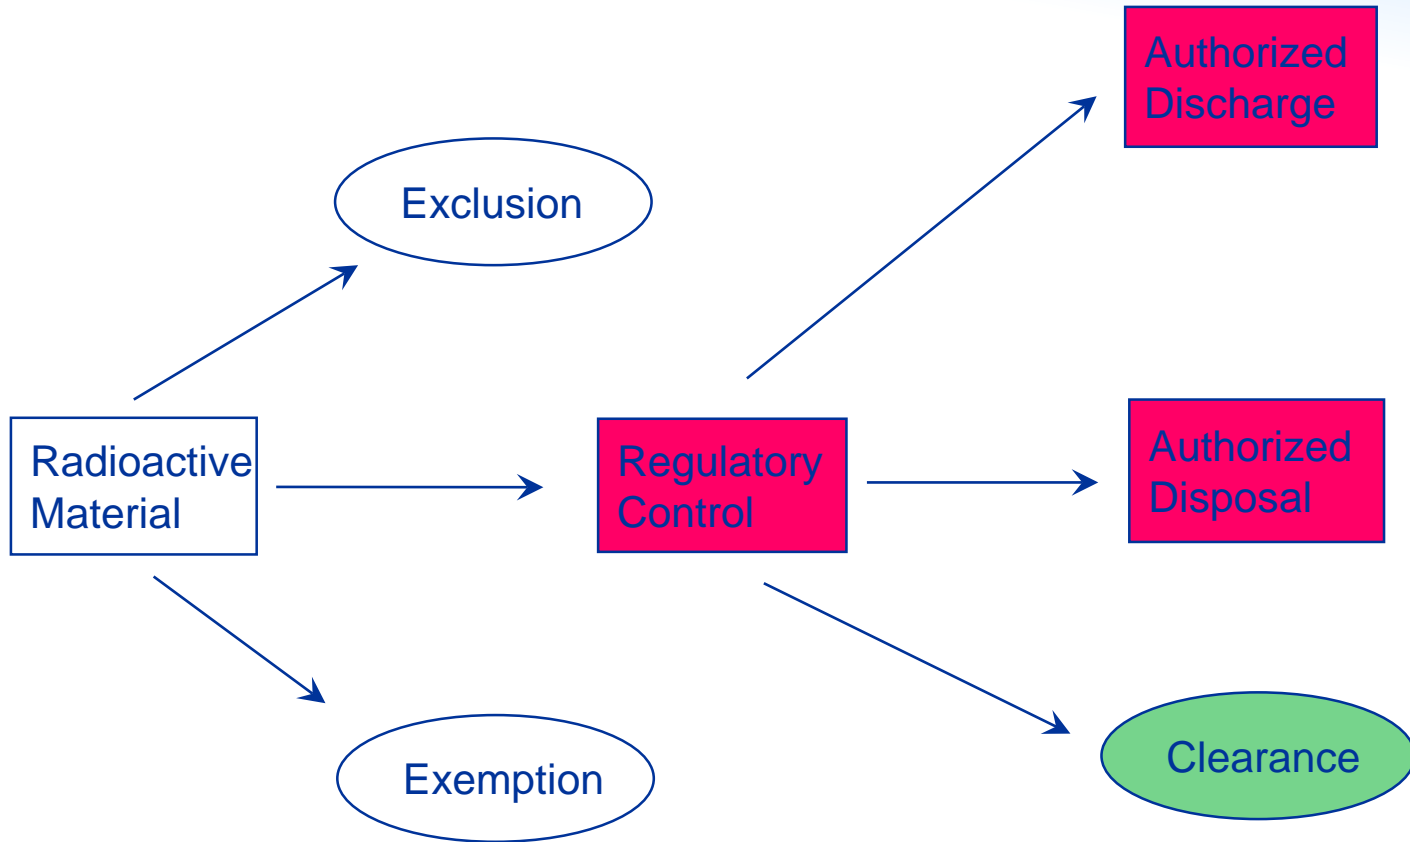 Authorized
Discharge
Exclusion
Radioactive
Material
Regulatory
Control
Authorized
Disposal
Exemption
Clearance